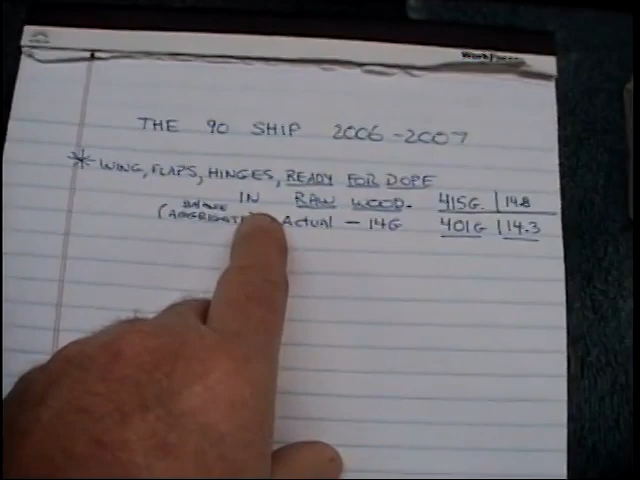 THE 90 SHIP 2006-2007
* WING, FLAPS, HINGES, READY FOR DOPE
IN RAW WOOD. 415G. | 14.8
Actual - 14G 401G | 14.3